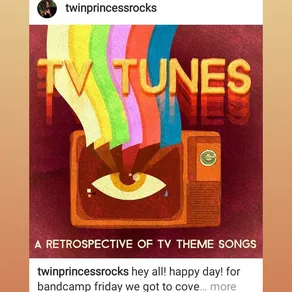 twinprincessrocks
TV TUNES
A RETROSPECTIVE OF TV THEME SONGS
twinprincessrocks hey all! happy day! for
bandcamp friday we got to cove... more